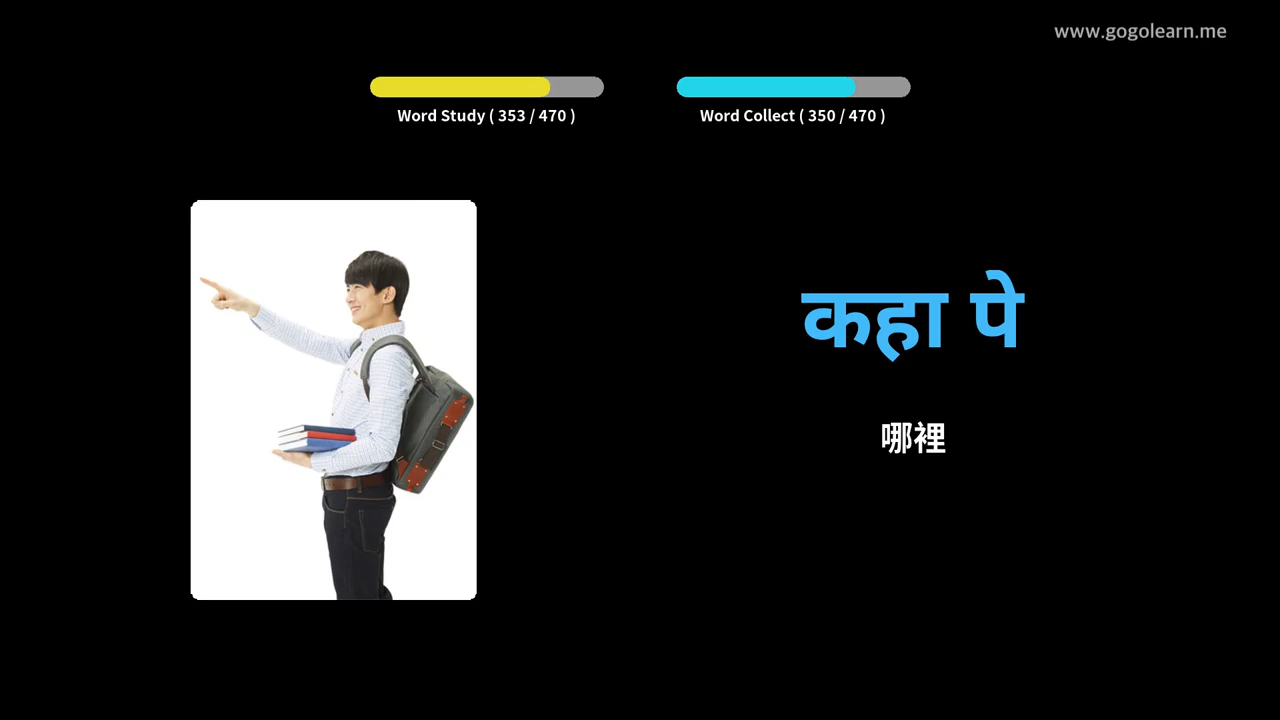 www.gogolearn.me
Word Study ( 353 / 470 )
Word Collect ( 350 / 470 )
कहा पे
哪裡